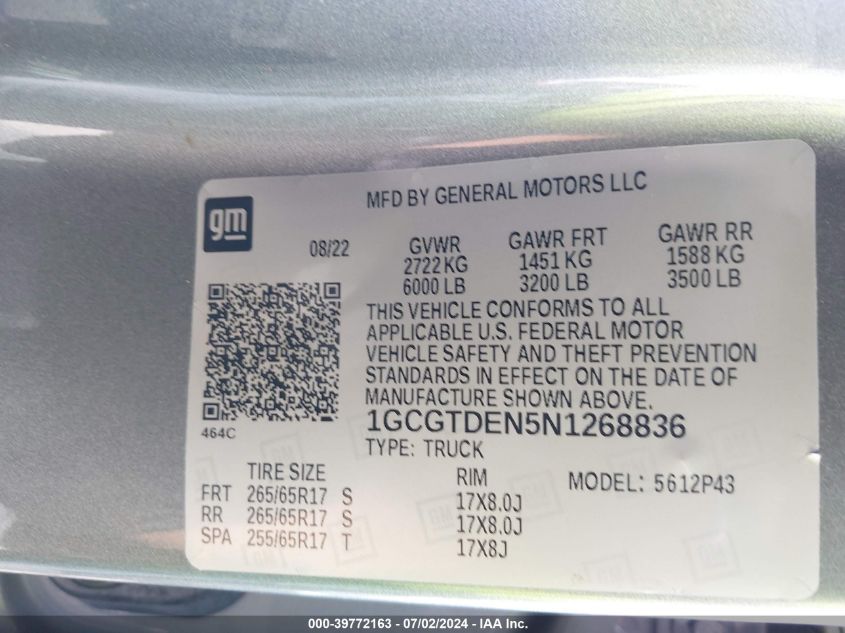 gm
MFD BY GENERAL MOTORS LLC
08/22 GVWR GAWR FRT GAWR RR
2722 KG 1451 KG 1588 KG
6000 LB 3200 LB 3500 LB
THIS VEHICLE CONFORMS TO ALL
APPLICABLE U.S. FEDERAL MOTOR
VEHICLE SAFETY AND THEFT PREVENTION
STANDARDS IN EFFECT ON THE DATE OF
MANUFACTURE SHOWN ABOVE.
464C
1GCGTDEN5N1268836
TYPE: TRUCK
TIRE SIZE RIM MODEL: 5612P43
FRT 265/65R17 S 17X8.0J
RR 265/65R17 S 17X8.0J
SPA 255/65R17 T 17X8J
000-39772163 - 07/02/2024 - IAA Inc.